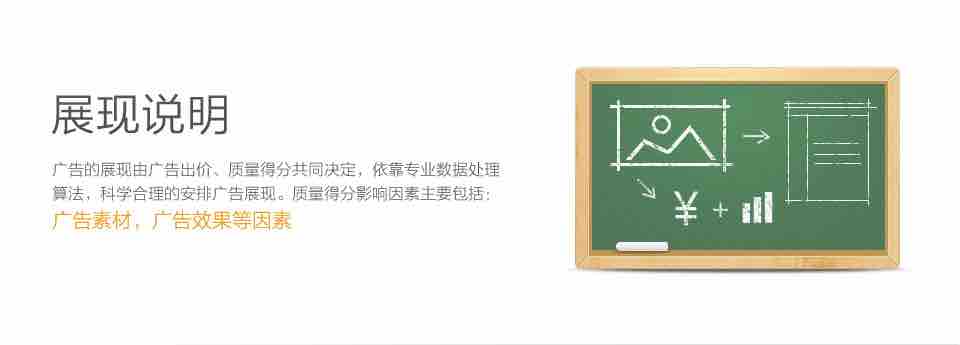 展现说明
广告的展现由广告出价、质量得分共同决定，依靠专业数据处理
算法，科学合理的安排广告展现。质量得分影响因素主要包括：
广告素材，广告效果等因素
¥ +